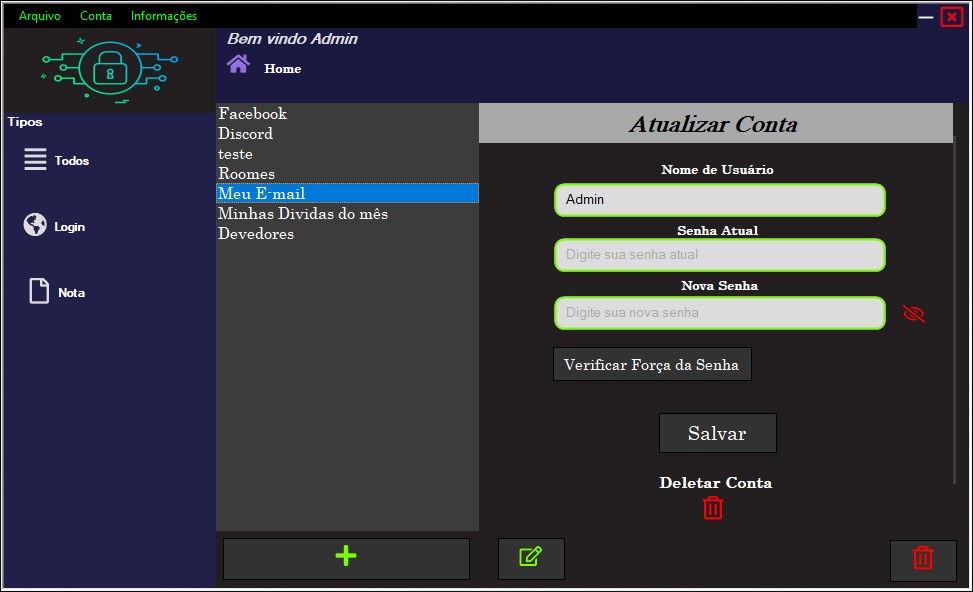 Arquivo Conta Informações
Bem vindo Admin
Home
Tipos
Todos
Login
Nota
Facebook
Discord
teste
Roomes
Meu E-mail
Minhas Dividas do mês
Devedores
Atualizar Conta
Nome de Usuário
Admin
Senha Atual
Digite sua senha atual
Nova Senha
Digite sua nova senha
Verificar Força da Senha
Salvar
Deletar Conta